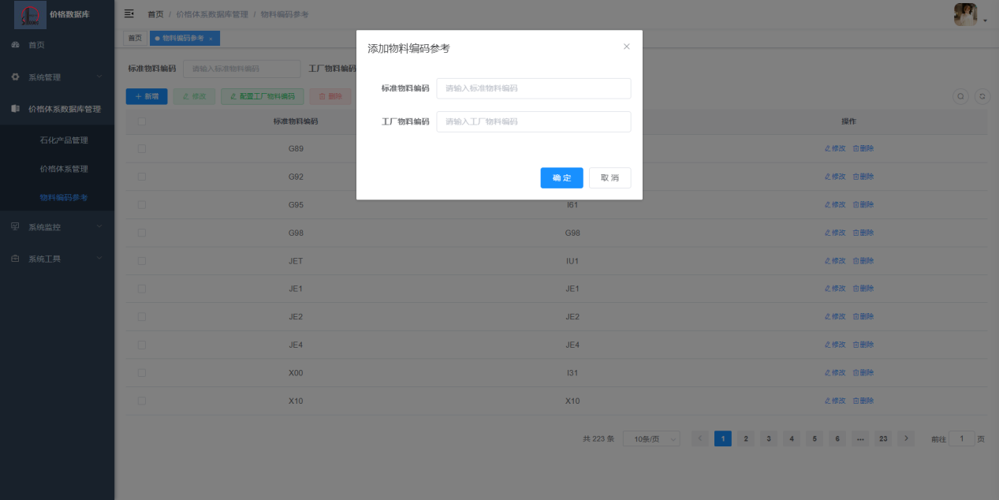 价格数据库
首页
系统管理
价格体系数据库管理
石化产品管理
价格体系管理
物料编码参考
系统监控
系统工具
首页 / 价格体系数据库管理 / 物料编码参考
首页 物料编码参考 ×
标准物料编码 请输入标准物料编码 工厂物料编码
+ 新增 修改 配置工厂物料编码 删除
添加物料编码参考
标准物料编码 请输入标准物料编码
工厂物料编码 请输入工厂物料编码
确 定 取 消
标准物料编码 操作
G89 修改 删除
G92 修改 删除
G95 I61 修改 删除
G98 G98 修改 删除
JET IU1 修改 删除
JE1 JE1 修改 删除
JE2 JE2 修改 删除
JE4 JE4 修改 删除
X00 I31 修改 删除
X10 X10 修改 删除
共 223 条 10条/页 < 1 2 3 4 5 6 ... 23 > 前往 1 页